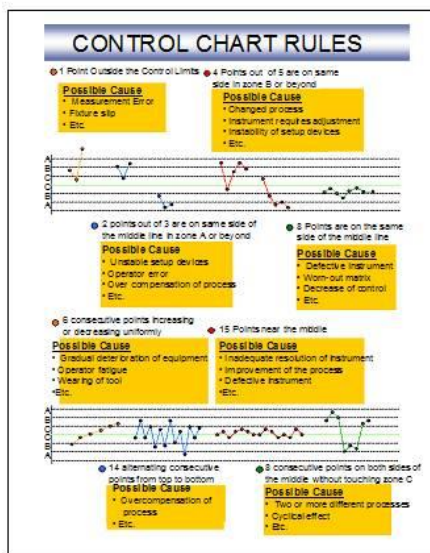 CONTROL CHART RULES
1 Point Outside the Control Limits
Possible Cause
• Measurement Error
• Fixture slip
• Etc.
4 Points out of 5 are on same
side in zone B or beyond
Possible Cause
• Changed process
• Instrument requires adjustment
• Instability of setup devices
• Etc.
A
B
C
C
B
A
2 points out of 3 are on same side of
the middle line in zone A or beyond
Possible Cause
• Unstable setup devices
• Operator error
• Over compensation of process
• Etc.
8 Points are on the same
side of the middle line
Possible Cause
• Defective instrument
• Worn-out matrix
• Decrease of control
• Etc.
6 consecutive points increasing
or decreasing uniformly
Possible Cause
• Gradual deterioration of equipment
• Operator fatigue
• Wearing of tool
• Etc.
15 Points near the middle
Possible Cause
• Inadequate resolution of instrument
• Improvement of the process
• Defective instrument
• Etc.
A
B
C
C
B
A
14 alternating consecutive
points from top to bottom
Possible Cause
• Overcompensation of
process
• Etc.
8 consecutive points on both sides of
the middle without touching zone C
Possible Cause
• Two or more different processes
• Cyclical effect
• Etc.